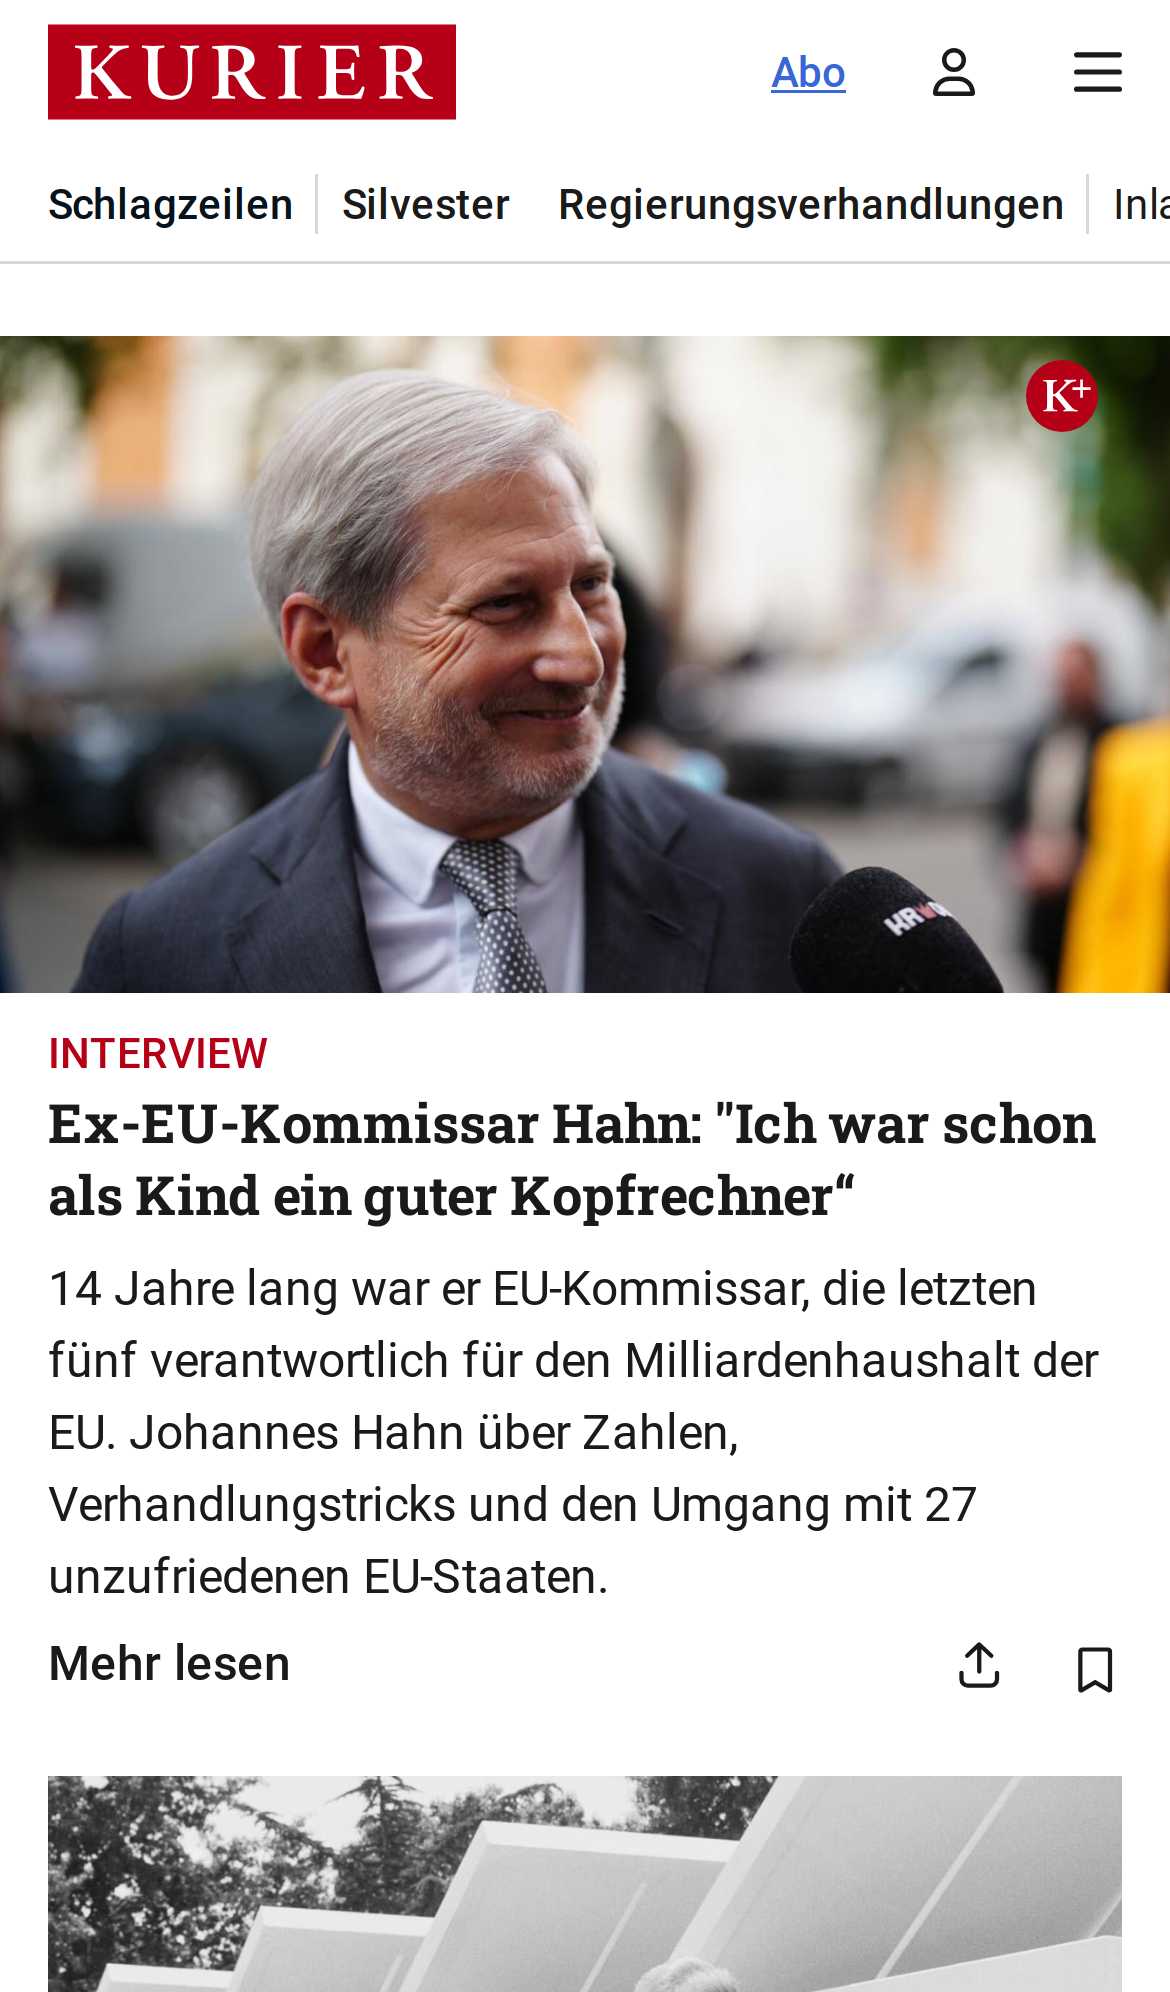 KURIER
Abo
Schlagzeilen
Silvester
Regierungsverhandlungen
K+
INTERVIEW
Ex-EU-Kommissar Hahn: "Ich war schon
als Kind ein guter Kopfrechner“
14 Jahre lang war er EU-Kommissar, die letzten
fünf verantwortlich für den Milliardenhaushalt der
EU. Johannes Hahn über Zahlen,
Verhandlungstricks und den Umgang mit 27
unzufriedenen EU-Staaten.
Mehr lesen